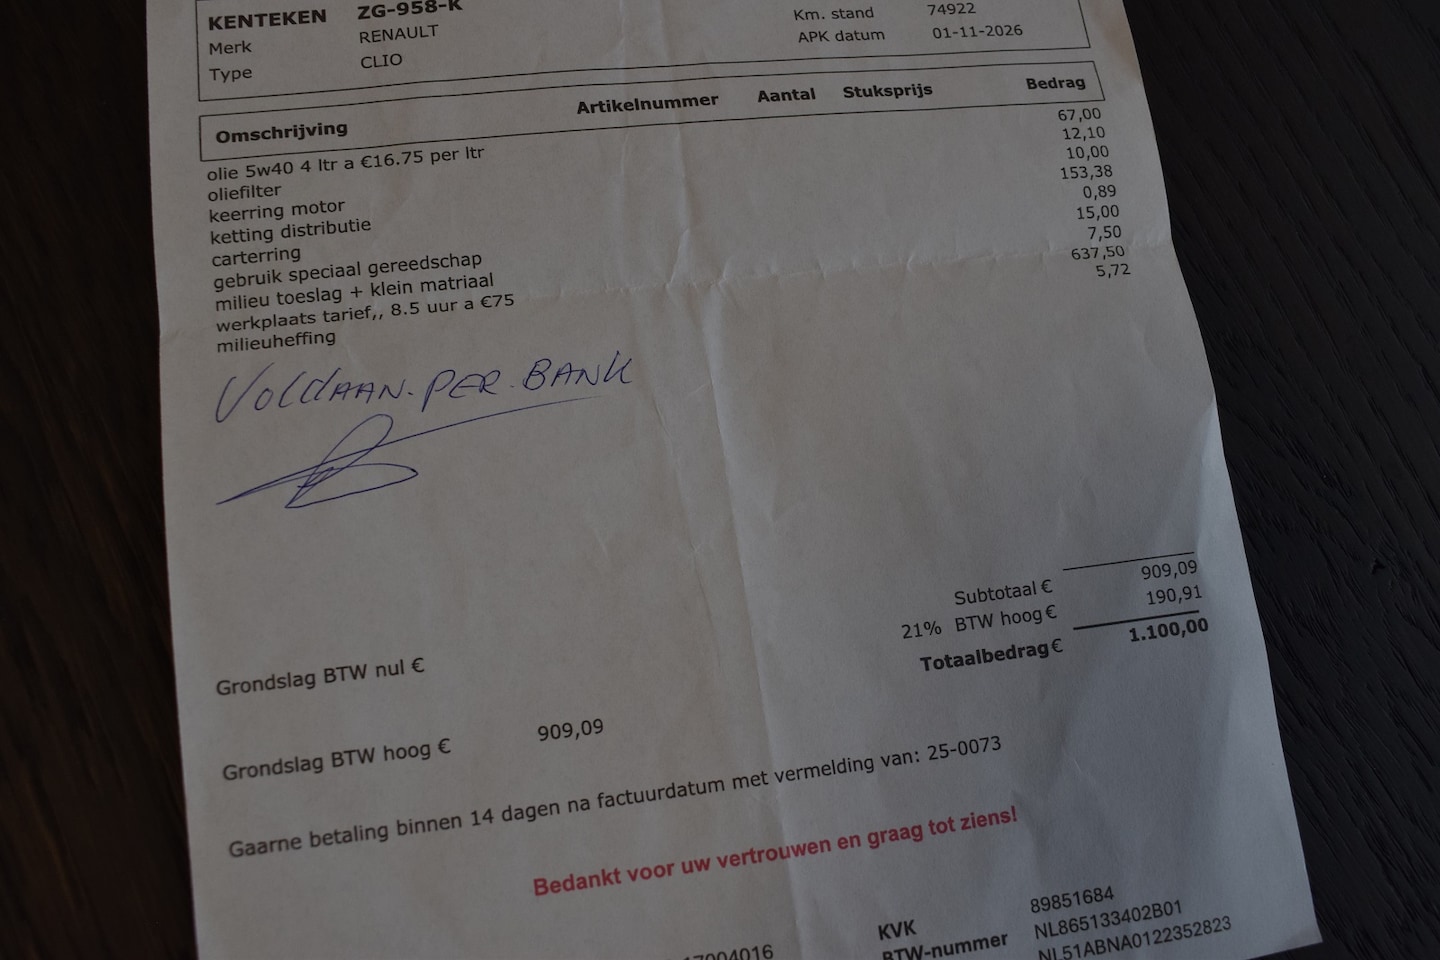 KENTEKEN ZG-958-K Km. stand 74922
Merk RENAULT APK datum 01-11-2026
Type CLIO
Omschrijving Artikelnummer Aantal Stuksprijs Bedrag
olie 5w40 4 ltr a €16.75 per ltr 67,00
oliefilter 12,10
keerring motor 10,00
ketting distributie 153,38
carterring 0,89
gebruik speciaal gereedschap 15,00
milieu toeslag + klein matriaal 7,50
werkplaats tarief,, 8.5 uur a €75 637,50
milieuheffing 5,72
VOLDAAN. PER. BANK
Subtotaal € 909,09
21% BTW hoog € 190,91
Totaalbedrag € 1.100,00
Grondslag BTW nul €
Grondslag BTW hoog € 909,09
Gaarne betaling binnen 14 dagen na factuurdatum met vermelding van: 25-0073
Bedankt voor uw vertrouwen en graag tot ziens!
KVK 89851684
BTW-nummer NL865133402B01
NL51ABNA0122352823